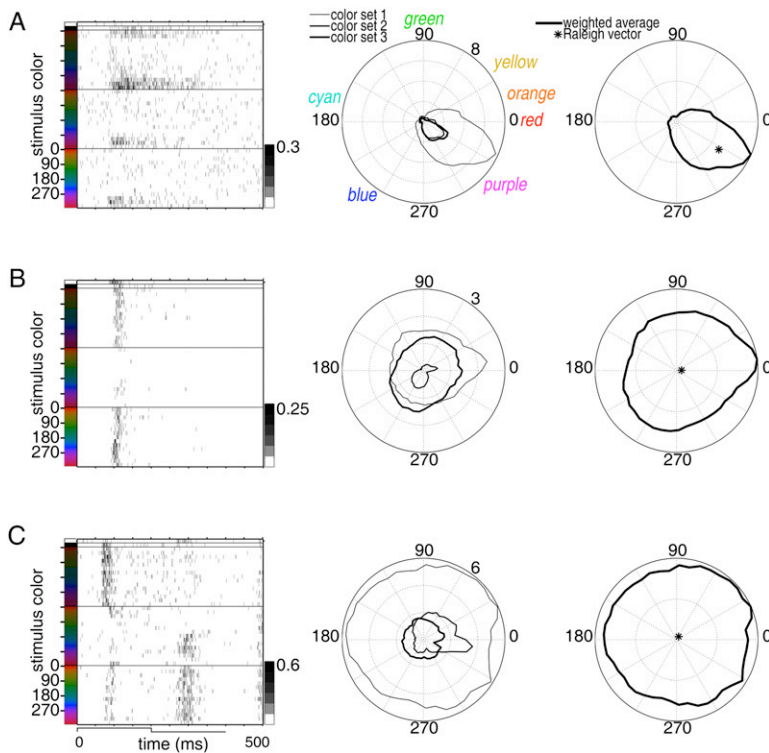 A
stimulus color
0
90
180
270
0.3
color set 1
color set 2
color set 3
green
90
8
yellow
cyan
orange
180
0
red
blue
purple
270
weighted average
Raleigh vector
90
180
0
270
B
stimulus color
0
90
180
270
0.25
90
3
180
0
270
90
180
0
270
C
stimulus color
0
90
180
270
0.6
0
500
time (ms)
90
6
180
0
270
90
180
0
270